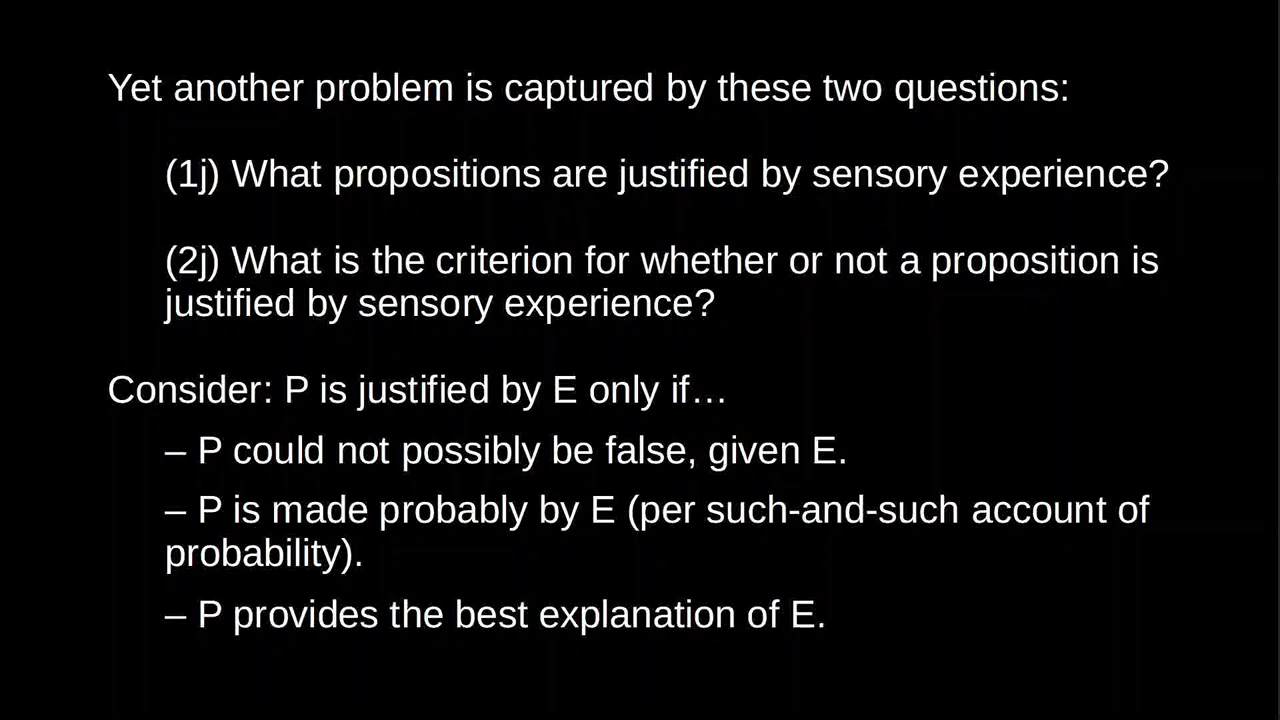 Yet another problem is captured by these two questions:
(1j) What propositions are justified by sensory experience?
(2j) What is the criterion for whether or not a proposition is
justified by sensory experience?
Consider: P is justified by E only if…
– P could not possibly be false, given E.
– P is made probably by E (per such-and-such account of
probability).
– P provides the best explanation of E.